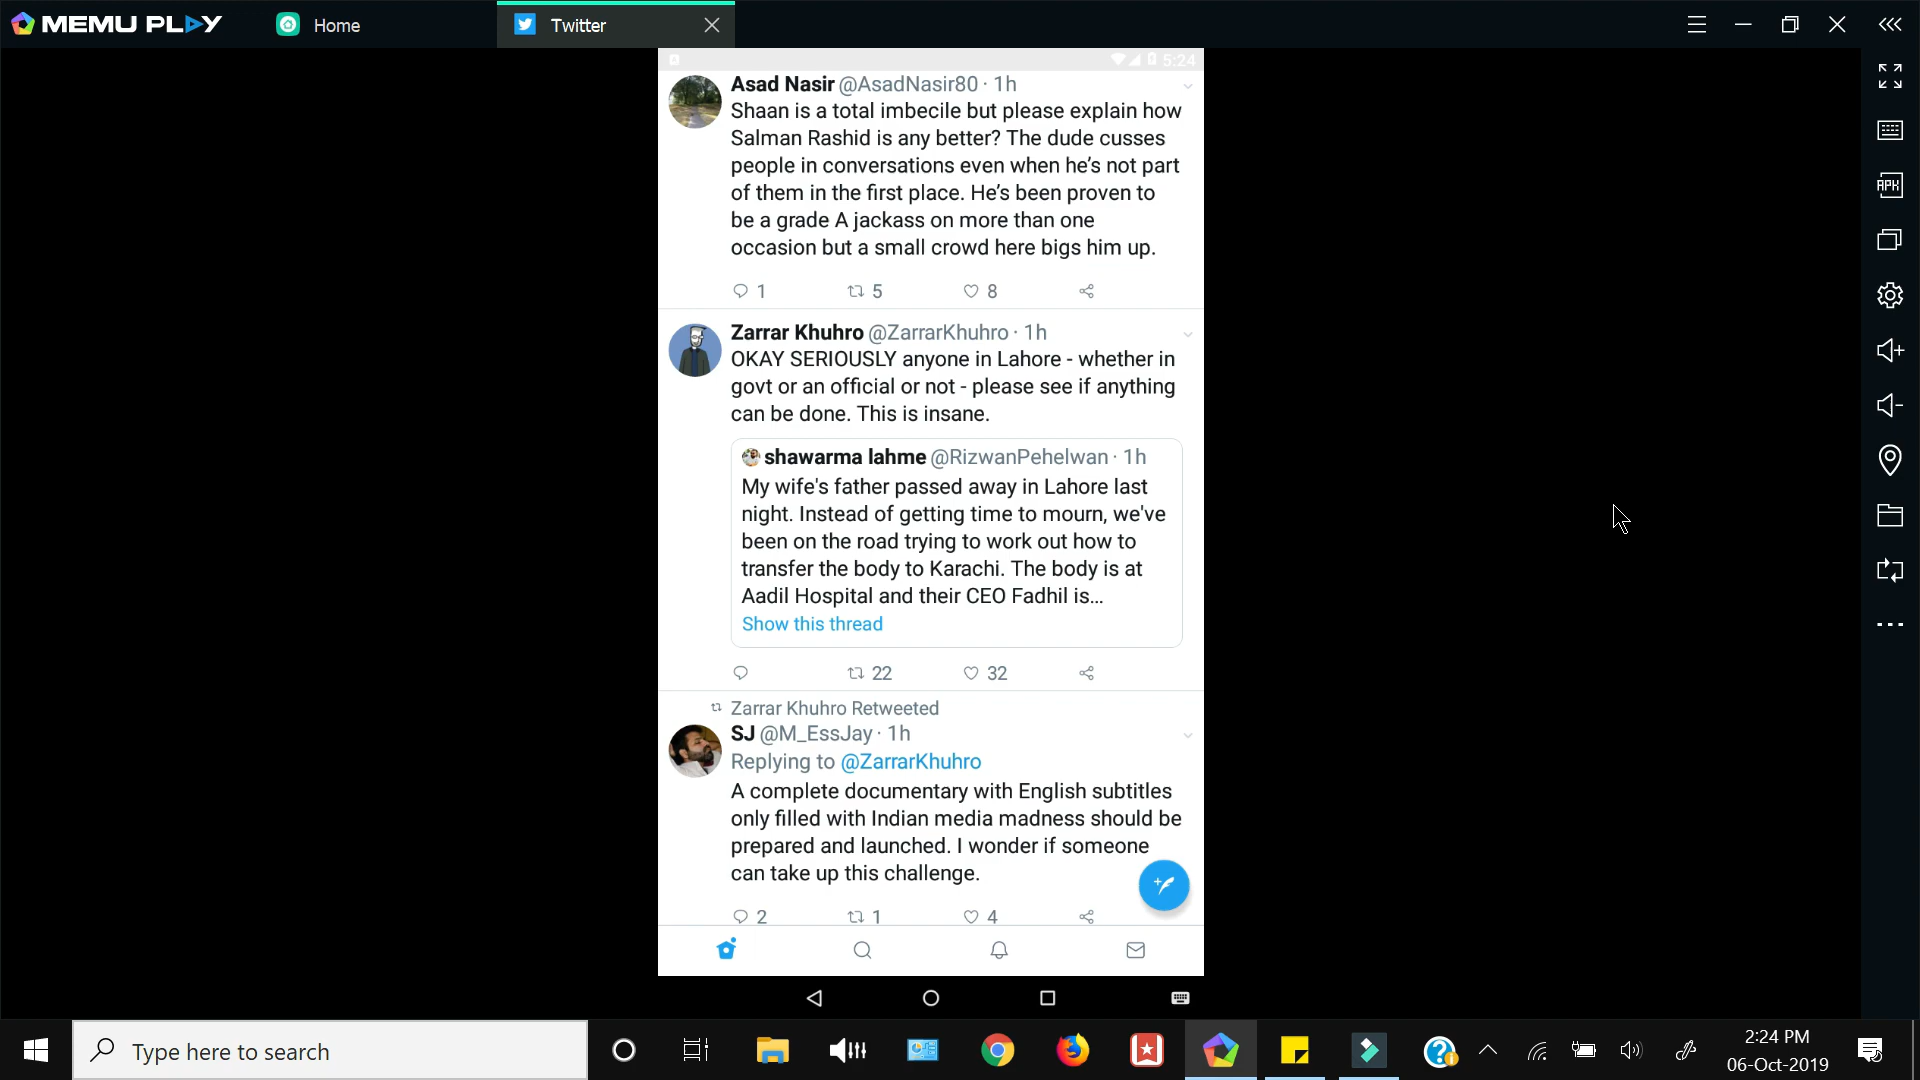 MEMU PLAY
Home
Twitter
5:24
Asad Nasir @AsadNasir80 · 1h
Shaan is a total imbecile but please explain how
Salman Rashid is any better? The dude cusses
people in conversations even when he’s not part
of them in the first place. He’s been proven to
be a grade A jackass on more than one
occasion but a small crowd here bigs him up.
1 5 8
Zarrar Khuhro @ZarrarKhuhro · 1h
OKAY SERIOUSLY anyone in Lahore - whether in
govt or an official or not - please see if anything
can be done. This is insane.
shawarma lahme @RizwanPehelwan · 1h
My wife's father passed away in Lahore last
night. Instead of getting time to mourn, we've
been on the road trying to work out how to
transfer the body to Karachi. The body is at
Aadil Hospital and their CEO Fadhil is...
Show this thread
22 32
Zarrar Khuhro Retweeted
SJ @M_EssJay · 1h
Replying to @ZarrarKhuhro
A complete documentary with English subtitles
only filled with Indian media madness should be
prepared and launched. I wonder if someone
can take up this challenge.
2 1 4
APK
Type here to search
2:24 PM
06-Oct-2019